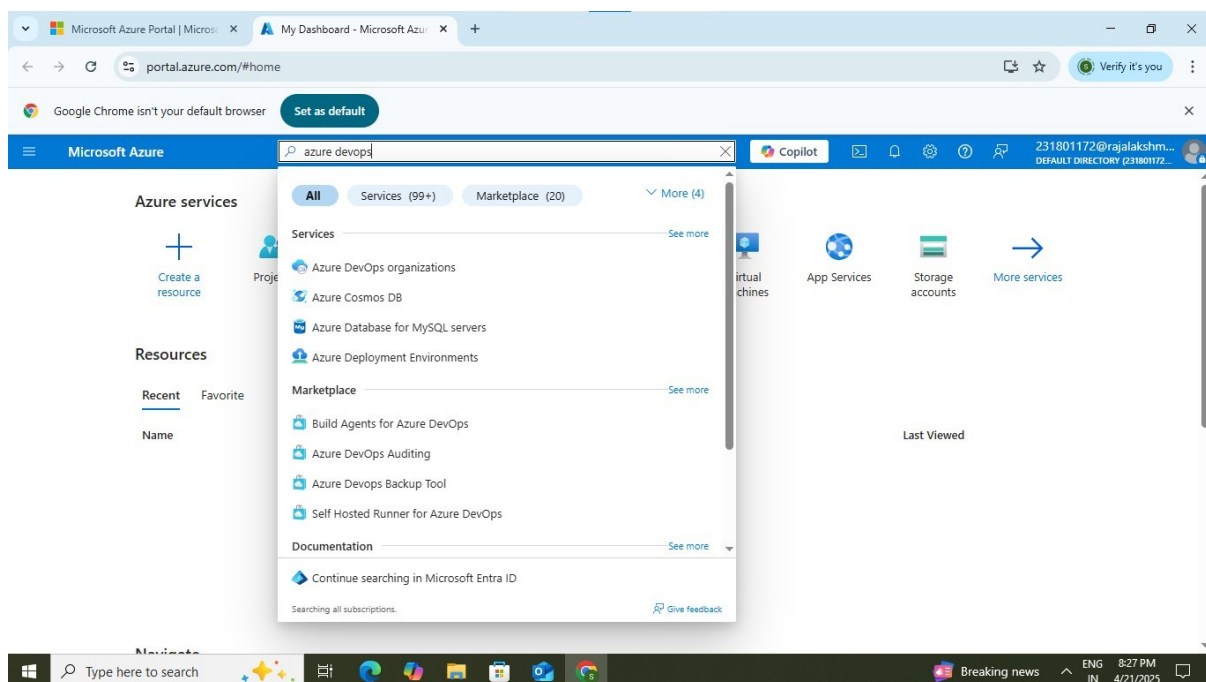 Microsoft Azure Portal | Microso
My Dashboard - Microsoft Azur
portal.azure.com/#home
Verify it's you
Google Chrome isn't your default browser
Set as default
Microsoft Azure
azure devops
Copilot
231801172@rajalakshm...
DEFAULT DIRECTORY (231801172...
Azure services
Create a resource
Proje
irtual
chines
App Services
Storage accounts
More services
All
Services (99+)
Marketplace (20)
More (4)
Services
See more
Azure DevOps organizations
Azure Cosmos DB
Azure Database for MySQL servers
Azure Deployment Environments
Marketplace
See more
Build Agents for Azure DevOps
Azure DevOps Auditing
Azure Devops Backup Tool
Self Hosted Runner for Azure DevOps
Documentation
See more
Continue searching in Microsoft Entra ID
Searching all subscriptions.
Give feedback
Resources
Recent
Favorite
Name
Last Viewed
Navigate
Type here to search
Breaking news
ENG
IN
8:27 PM
4/21/2025